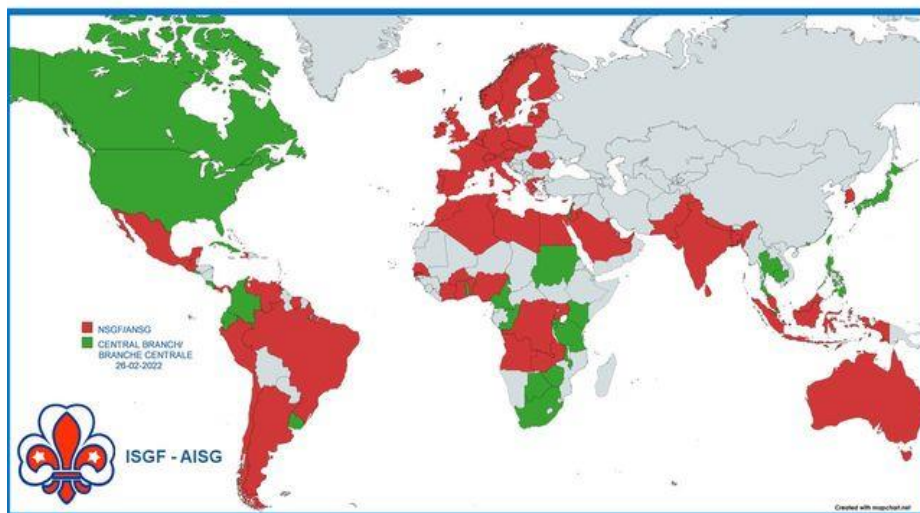 NSGF/ANSG
CENTRAL BRANCH/
BRANCHE CENTRALE
26-02-2022
ISGF - AISG
Created with mapchart.net